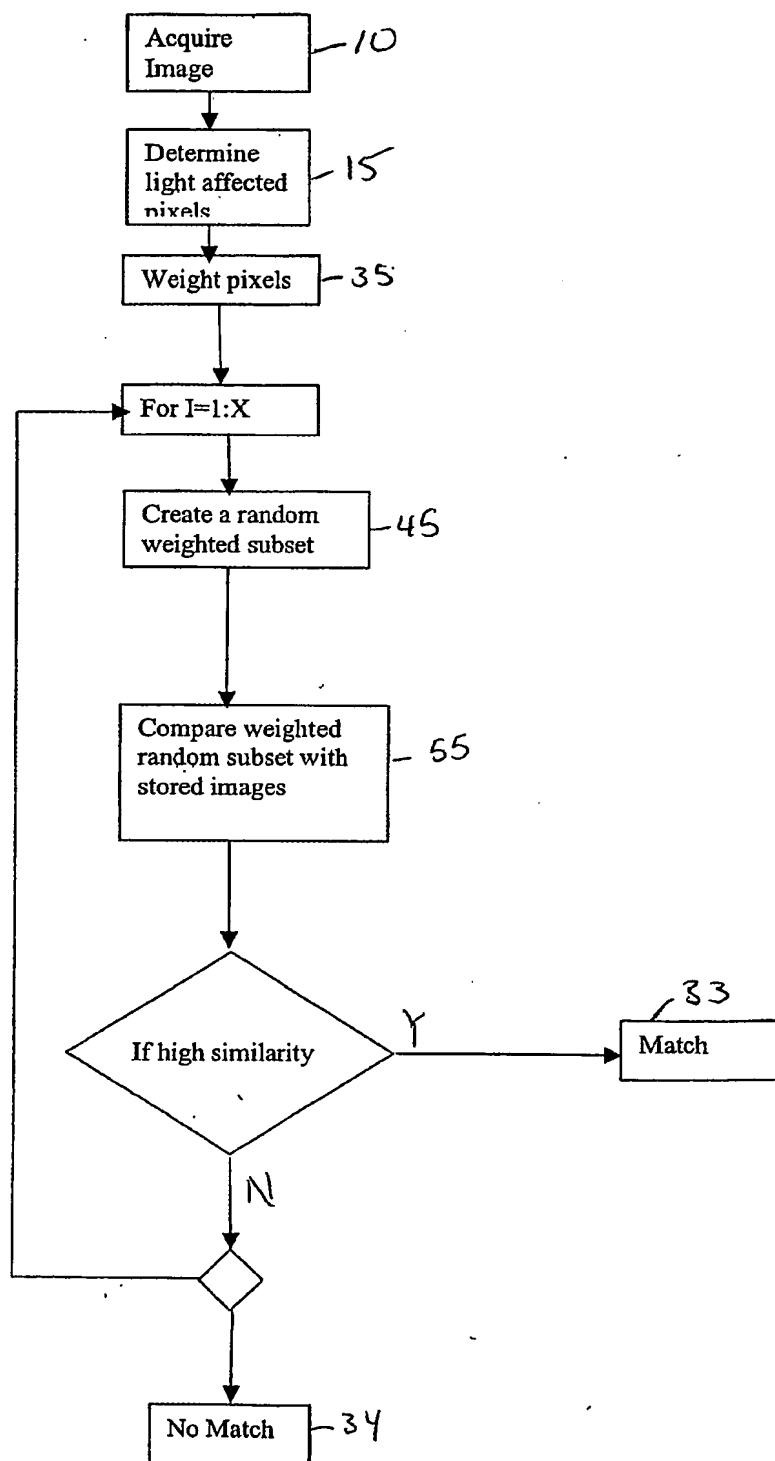 Acquire
Image
10
Determine
light affected
pixels
15
Weight pixels
35
For I=1:X
Create a random
weighted subset
45
Compare weighted
random subset with
stored images
55
If high similarity
Y
33
Match
N
No Match
34